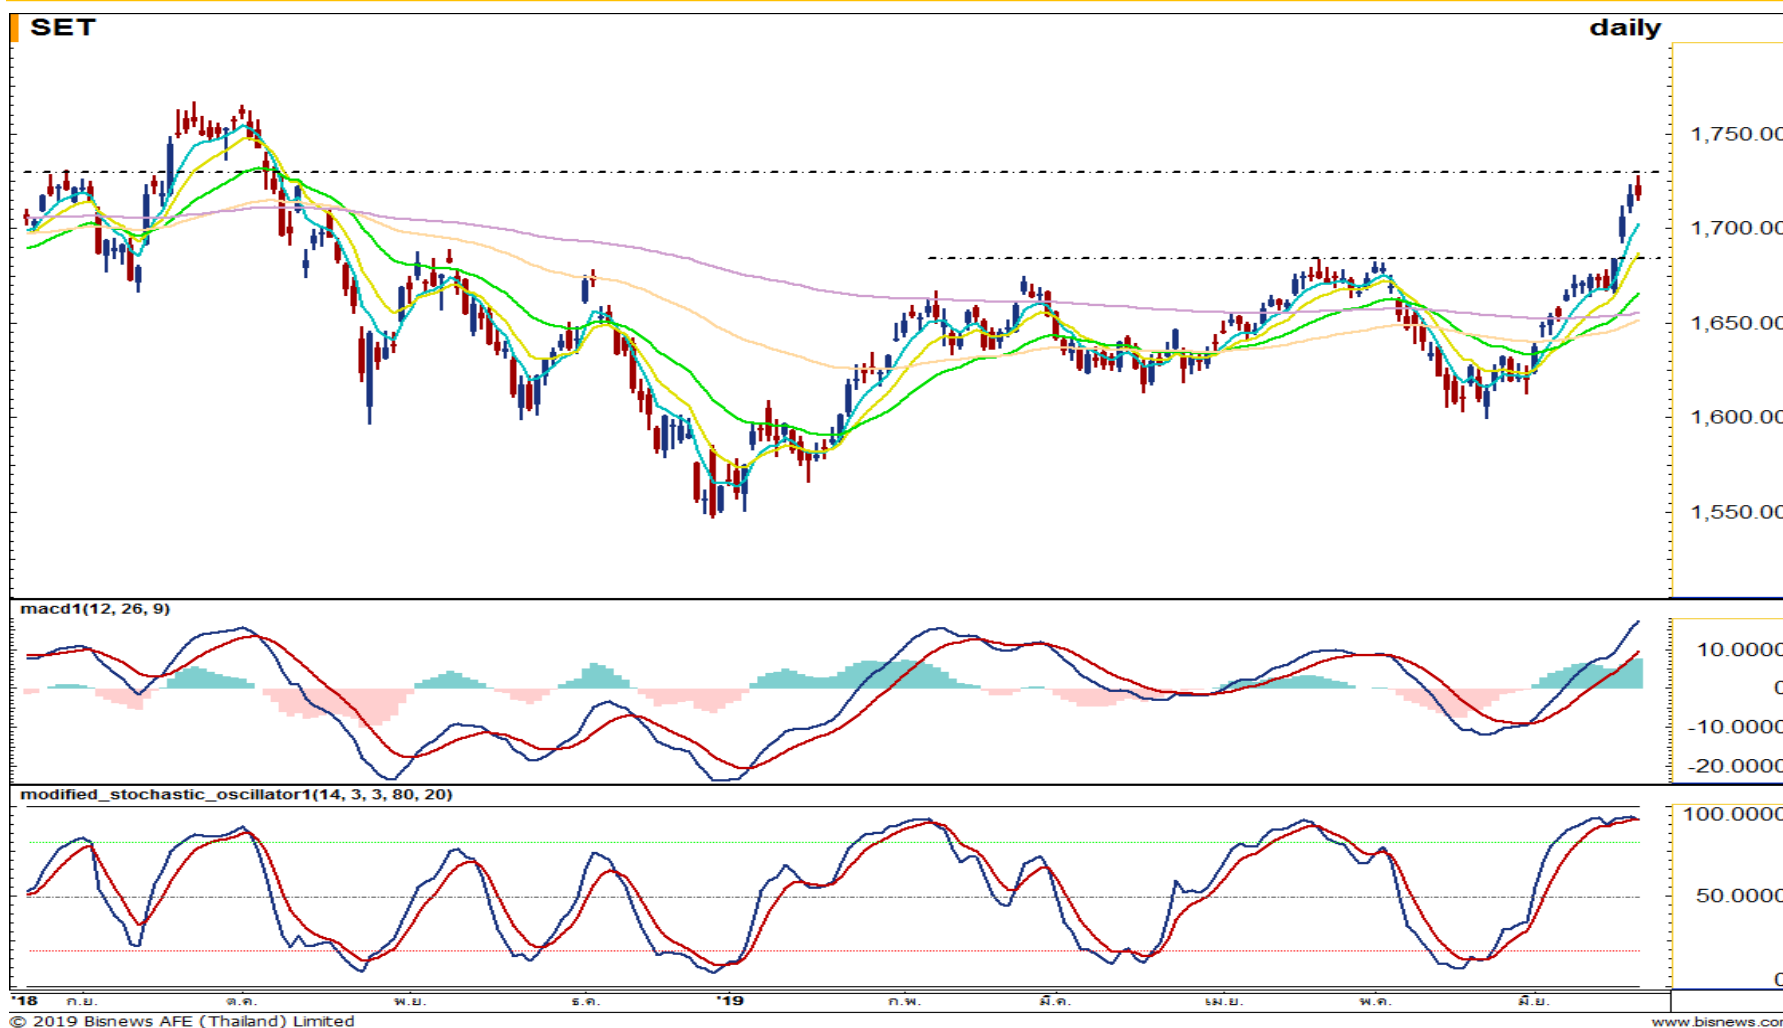 SET daily
1,750.00
1,700.00
1,650.00
1,600.00
1,550.00
macd1(12, 26, 9)
10.0000
0
-10.0000
-20.0000
modified_stochastic_oscillator1(14, 3, 3, 80, 20)
100.0000
50.0000
0
'18 ก.ย. ต.ค. พ.ย. ธ.ค. '19 ก.พ. มี.ค. เม.ย. พ.ค. มิ.ย.
© 2019 Bisnews AFE (Thailand) Limited www.bisnews.com